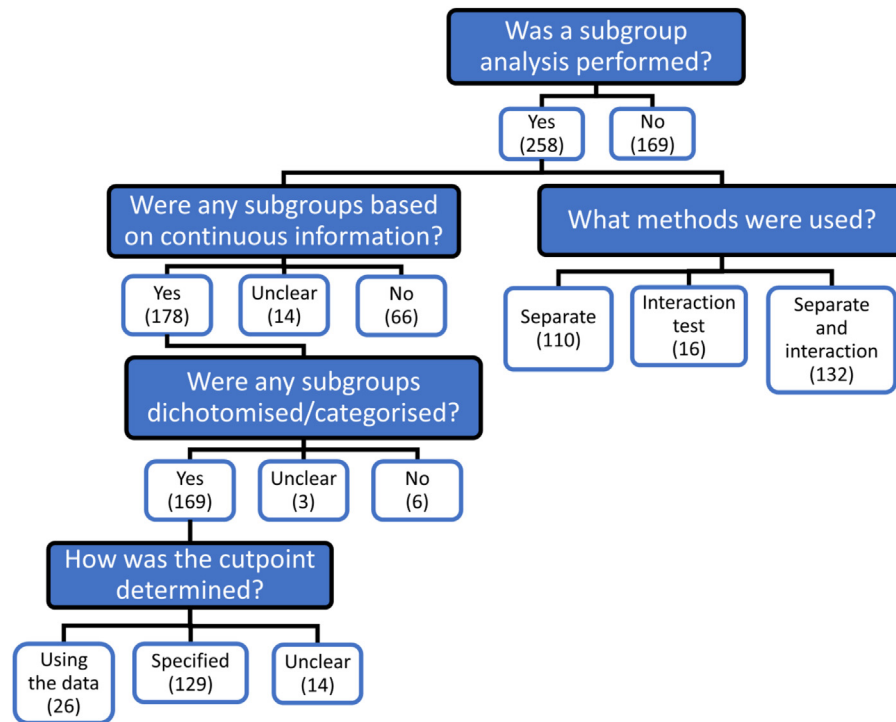 Was a subgroup
analysis performed?
Yes
(258)
No
(169)
Were any subgroups based
on continuous information?
What methods were used?
Yes
(178)
Unclear
(14)
No
(66)
Separate
(110)
Interaction
test
(16)
Separate
and
interaction
(132)
Were any subgroups
dichotomised/categorised?
Yes
(169)
Unclear
(3)
No
(6)
How was the cutpoint
determined?
Using
the data
(26)
Specified
(129)
Unclear
(14)